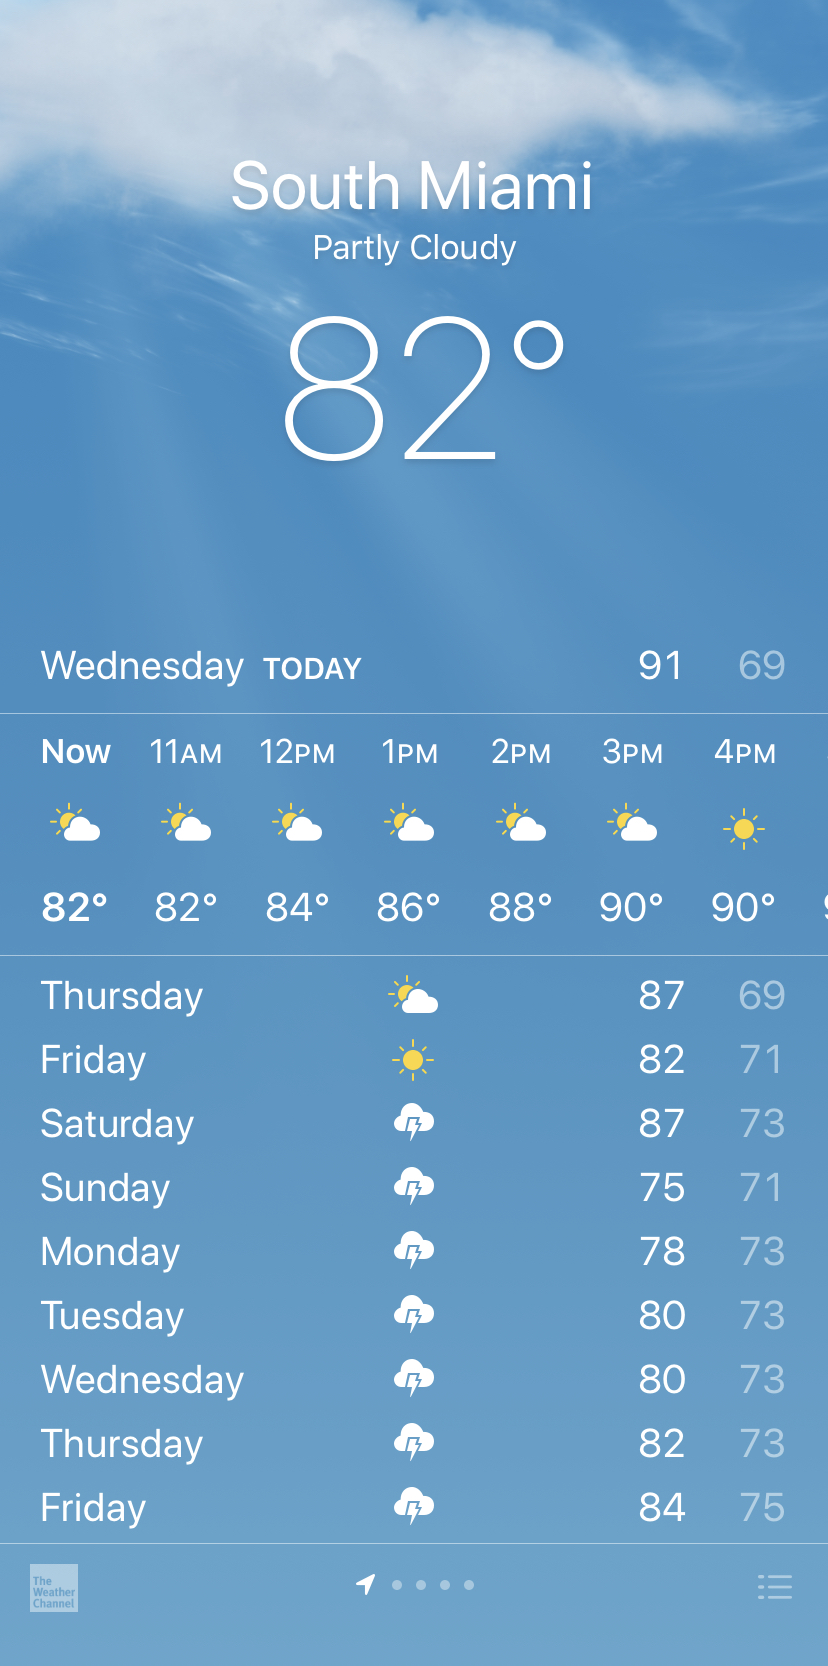 South Miami
Partly Cloudy
82°
Wednesday TODAY 91 69
Now 11AM 12PM 1PM 2PM 3PM 4PM
82° 82° 84° 86° 88° 90° 90°
Thursday 87 69
Friday 82 71
Saturday 87 73
Sunday 75 71
Monday 78 73
Tuesday 80 73
Wednesday 80 73
Thursday 82 73
Friday 84 75
The
Weather
Channel